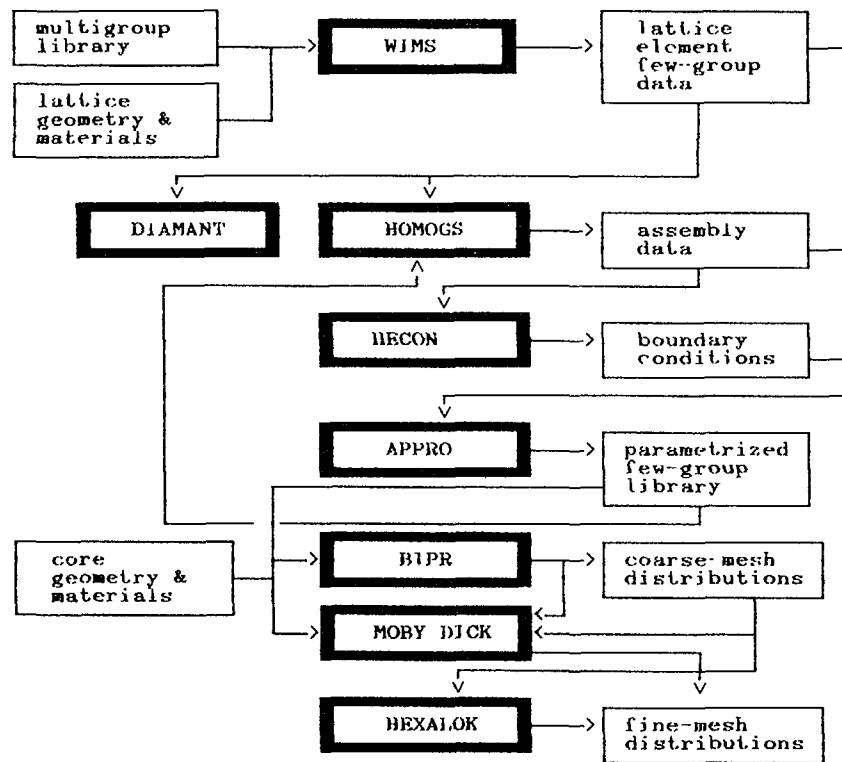 multigroup
library
WIMS
lattice
element
few-group
data
lattice
geometry &
materials
DIAMANT
HOMOGS
assembly
data
HECON
boundary
conditions
APPRO
parametrized
few-group
library
core
geometry &
materials
BIPR
coarse-mesh
distributions
MOBY DICK
HEXALOK
fine-mesh
distributions